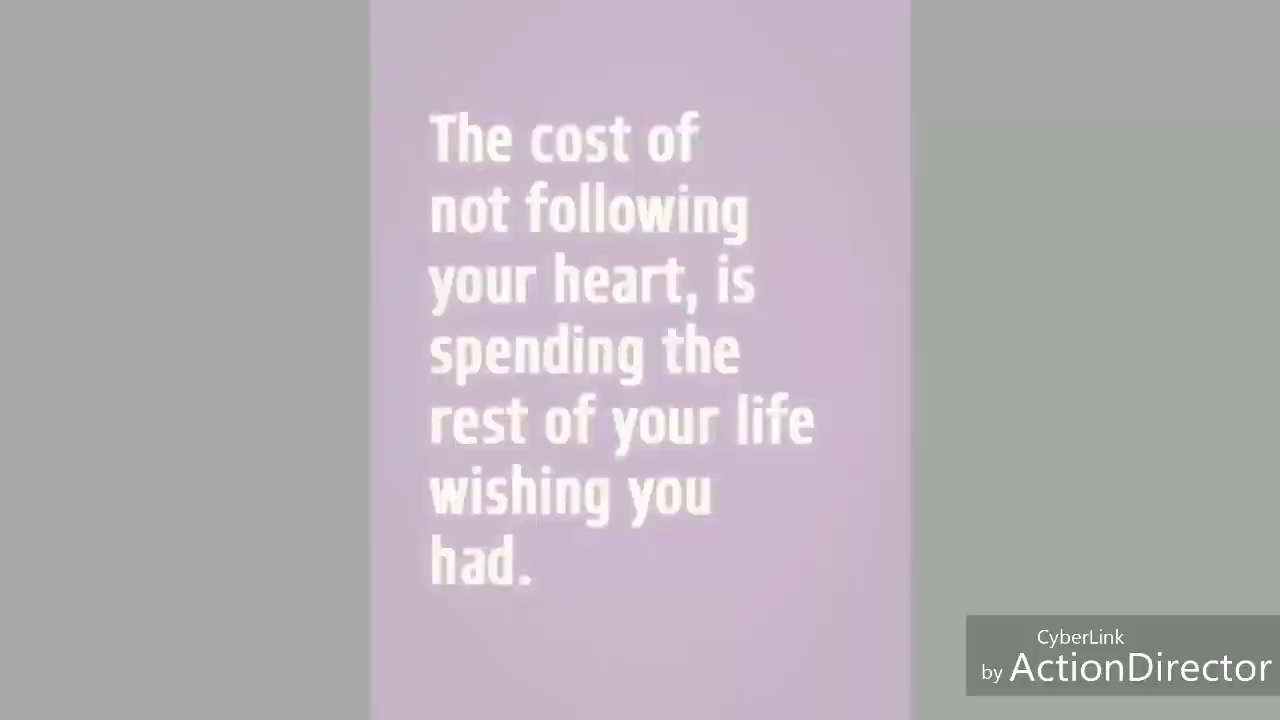 The cost of
not following
your heart, is
spending the
rest of your life
wishing you
had.
CyberLink
by ActionDirector